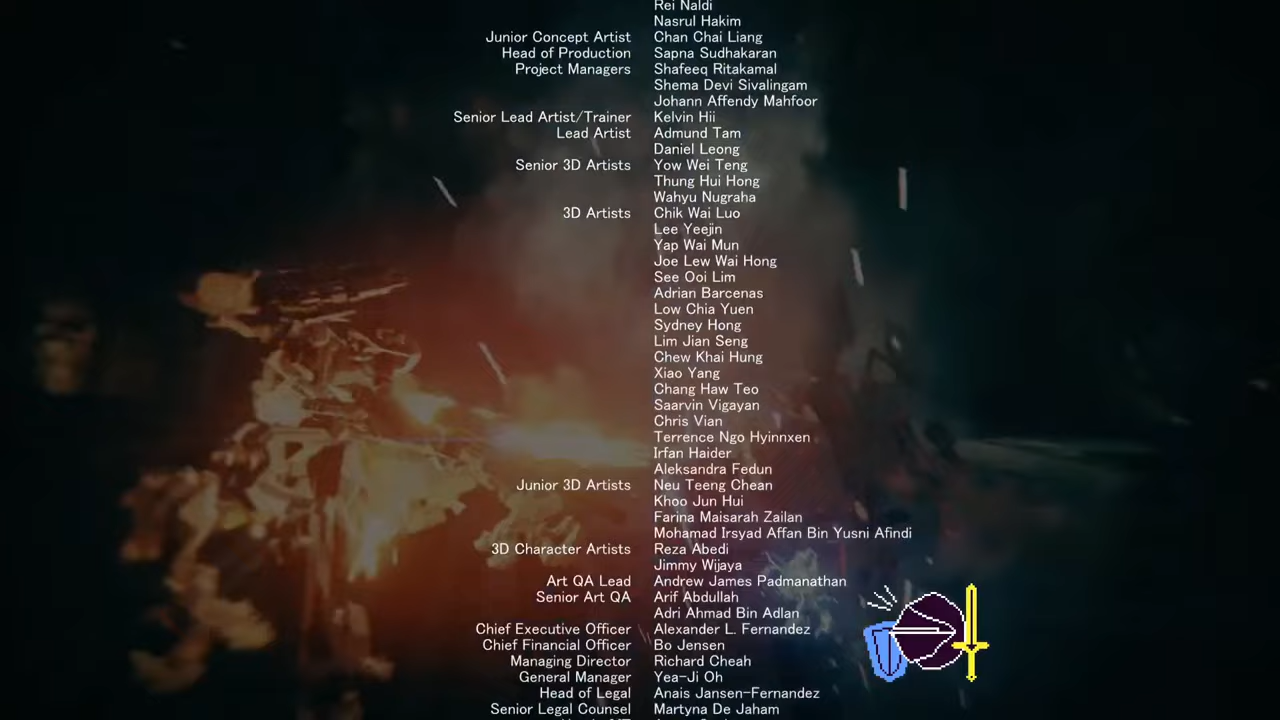 Rei Naldi
Nasrul Hakim
Junior Concept Artist Chan Chai Liang
Head of Production Sapna Sudhakaran
Project Managers Shafeeq Ritakamal
Shema Devi Sivalingam
Johann Affendy Mahfoor
Senior Lead Artist/Trainer Kelvin Hii
Lead Artist Admund Tam
Daniel Leong
Senior 3D Artists Yow Wei Teng
Thung Hui Hong
Wahyu Nugraha
3D Artists Chik Wai Luo
Lee Yeejin
Yap Wai Mun
Joe Lew Wai Hong
See Ooi Lim
Adrian Barcenas
Low Chia Yuen
Sydney Hong
Lim Jian Seng
Chew Khai Hung
Xiao Yang
Chang Haw Teo
Saarvin Vigayan
Chris Vian
Terrence Ngo Hyinnxen
Irfan Haider
Aleksandra Fedun
Junior 3D Artists Neu Teeng Chean
Khoo Jun Hui
Farina Maisarah Zailan
Mohamad Irsyad Affan Bin Yusni Afindi
3D Character Artists Reza Abedi
Jimmy Wijaya
Art QA Lead Andrew James Padmanathan
Senior Art QA Arif Abdullah
Adri Ahmad Bin Adlan
Chief Executive Officer Alexander L. Fernandez
Chief Financial Officer Bo Jensen
Managing Director Richard Cheah
General Manager Yea-Ji Oh
Head of Legal Anais Jansen-Fernandez
Senior Legal Counsel Martyna De Jaham